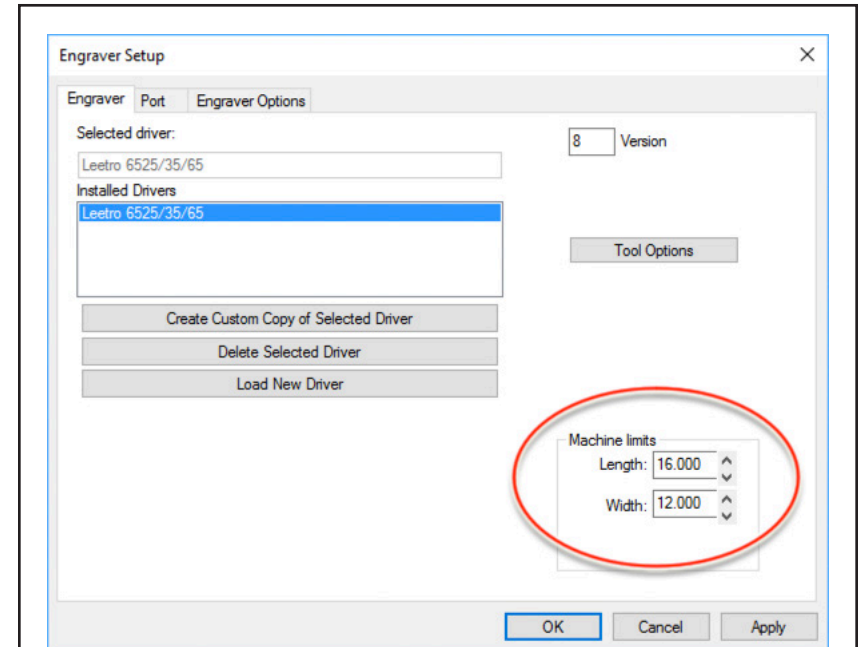 Engraver Setup
Engraver Port Engraver Options
Selected driver:
8 Version
Leetro 6525/35/65
Installed Drivers
Leetro 6525/35/65
Tool Options
Create Custom Copy of Selected Driver
Delete Selected Driver
Load New Driver
Machine limits
Length: 16.000
Width: 12.000
OK Cancel Apply